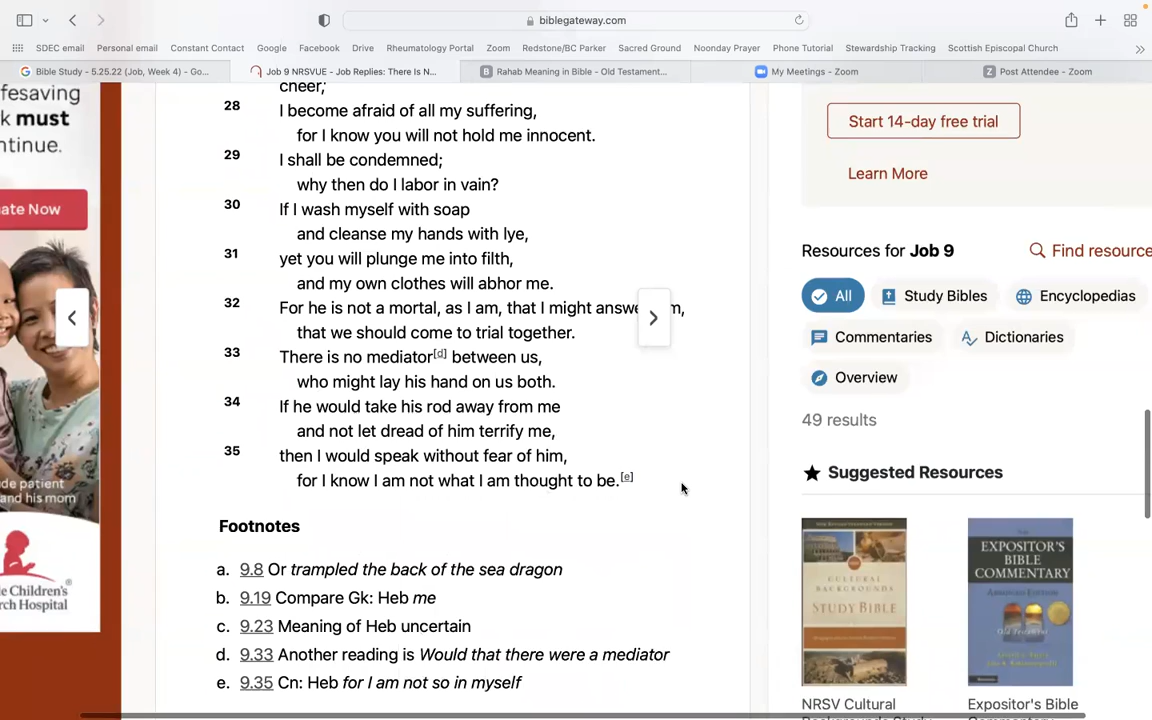 biblegateway.com
SDEC email Personal email Constant Contact Google Facebook Drive Rheumatology Portal Zoom Redstone/BC Parker Sacred Ground Noonday Prayer Phone Tutorial Stewardship Tracking Scottish Episcopal Church
Bible Study - 5.25.22 (Job, Week 4) - Go... Job 9 NRSVUE - Job Replies: There Is N... Rehab Meaning in Bible - Old Testament... My Meetings - Zoom Post Attendee - Zoom
fesaving
k must
ntinue.
ate Now
de patient
and his mom
e Children's
rch Hospital
cheer,
28 I become afraid of all my suffering,
for I know you will not hold me innocent.
29 I shall be condemned;
why then do I labor in vain?
30 If I wash myself with soap
and cleanse my hands with lye,
31 yet you will plunge me into filth,
and my own clothes will abhor me.
32 For he is not a mortal, as I am, that I might answe m,
that we should come to trial together.
33 There is no mediator[d] between us,
who might lay his hand on us both.
34 If he would take his rod away from me
and not let dread of him terrify me,
35 then I would speak without fear of him,
for I know I am not what I am thought to be.[e]
Footnotes
a. 9.8 Or trampled the back of the sea dragon
b. 9.19 Compare Gk: Heb me
c. 9.23 Meaning of Heb uncertain
d. 9.33 Another reading is Would that there were a mediator
e. 9.35 Cn: Heb for I am not so in myself
Start 14-day free trial
Learn More
Resources for Job 9 Find resource
All Study Bibles Encyclopedias
Commentaries Dictionaries
Overview
49 results
Suggested Resources
CULTURAL
BACKGROUNDS
STUDY BIBLE
EXPOSITOR'S
BIBLE
COMMENTARY
NRSV Cultural
Expositor's Bible